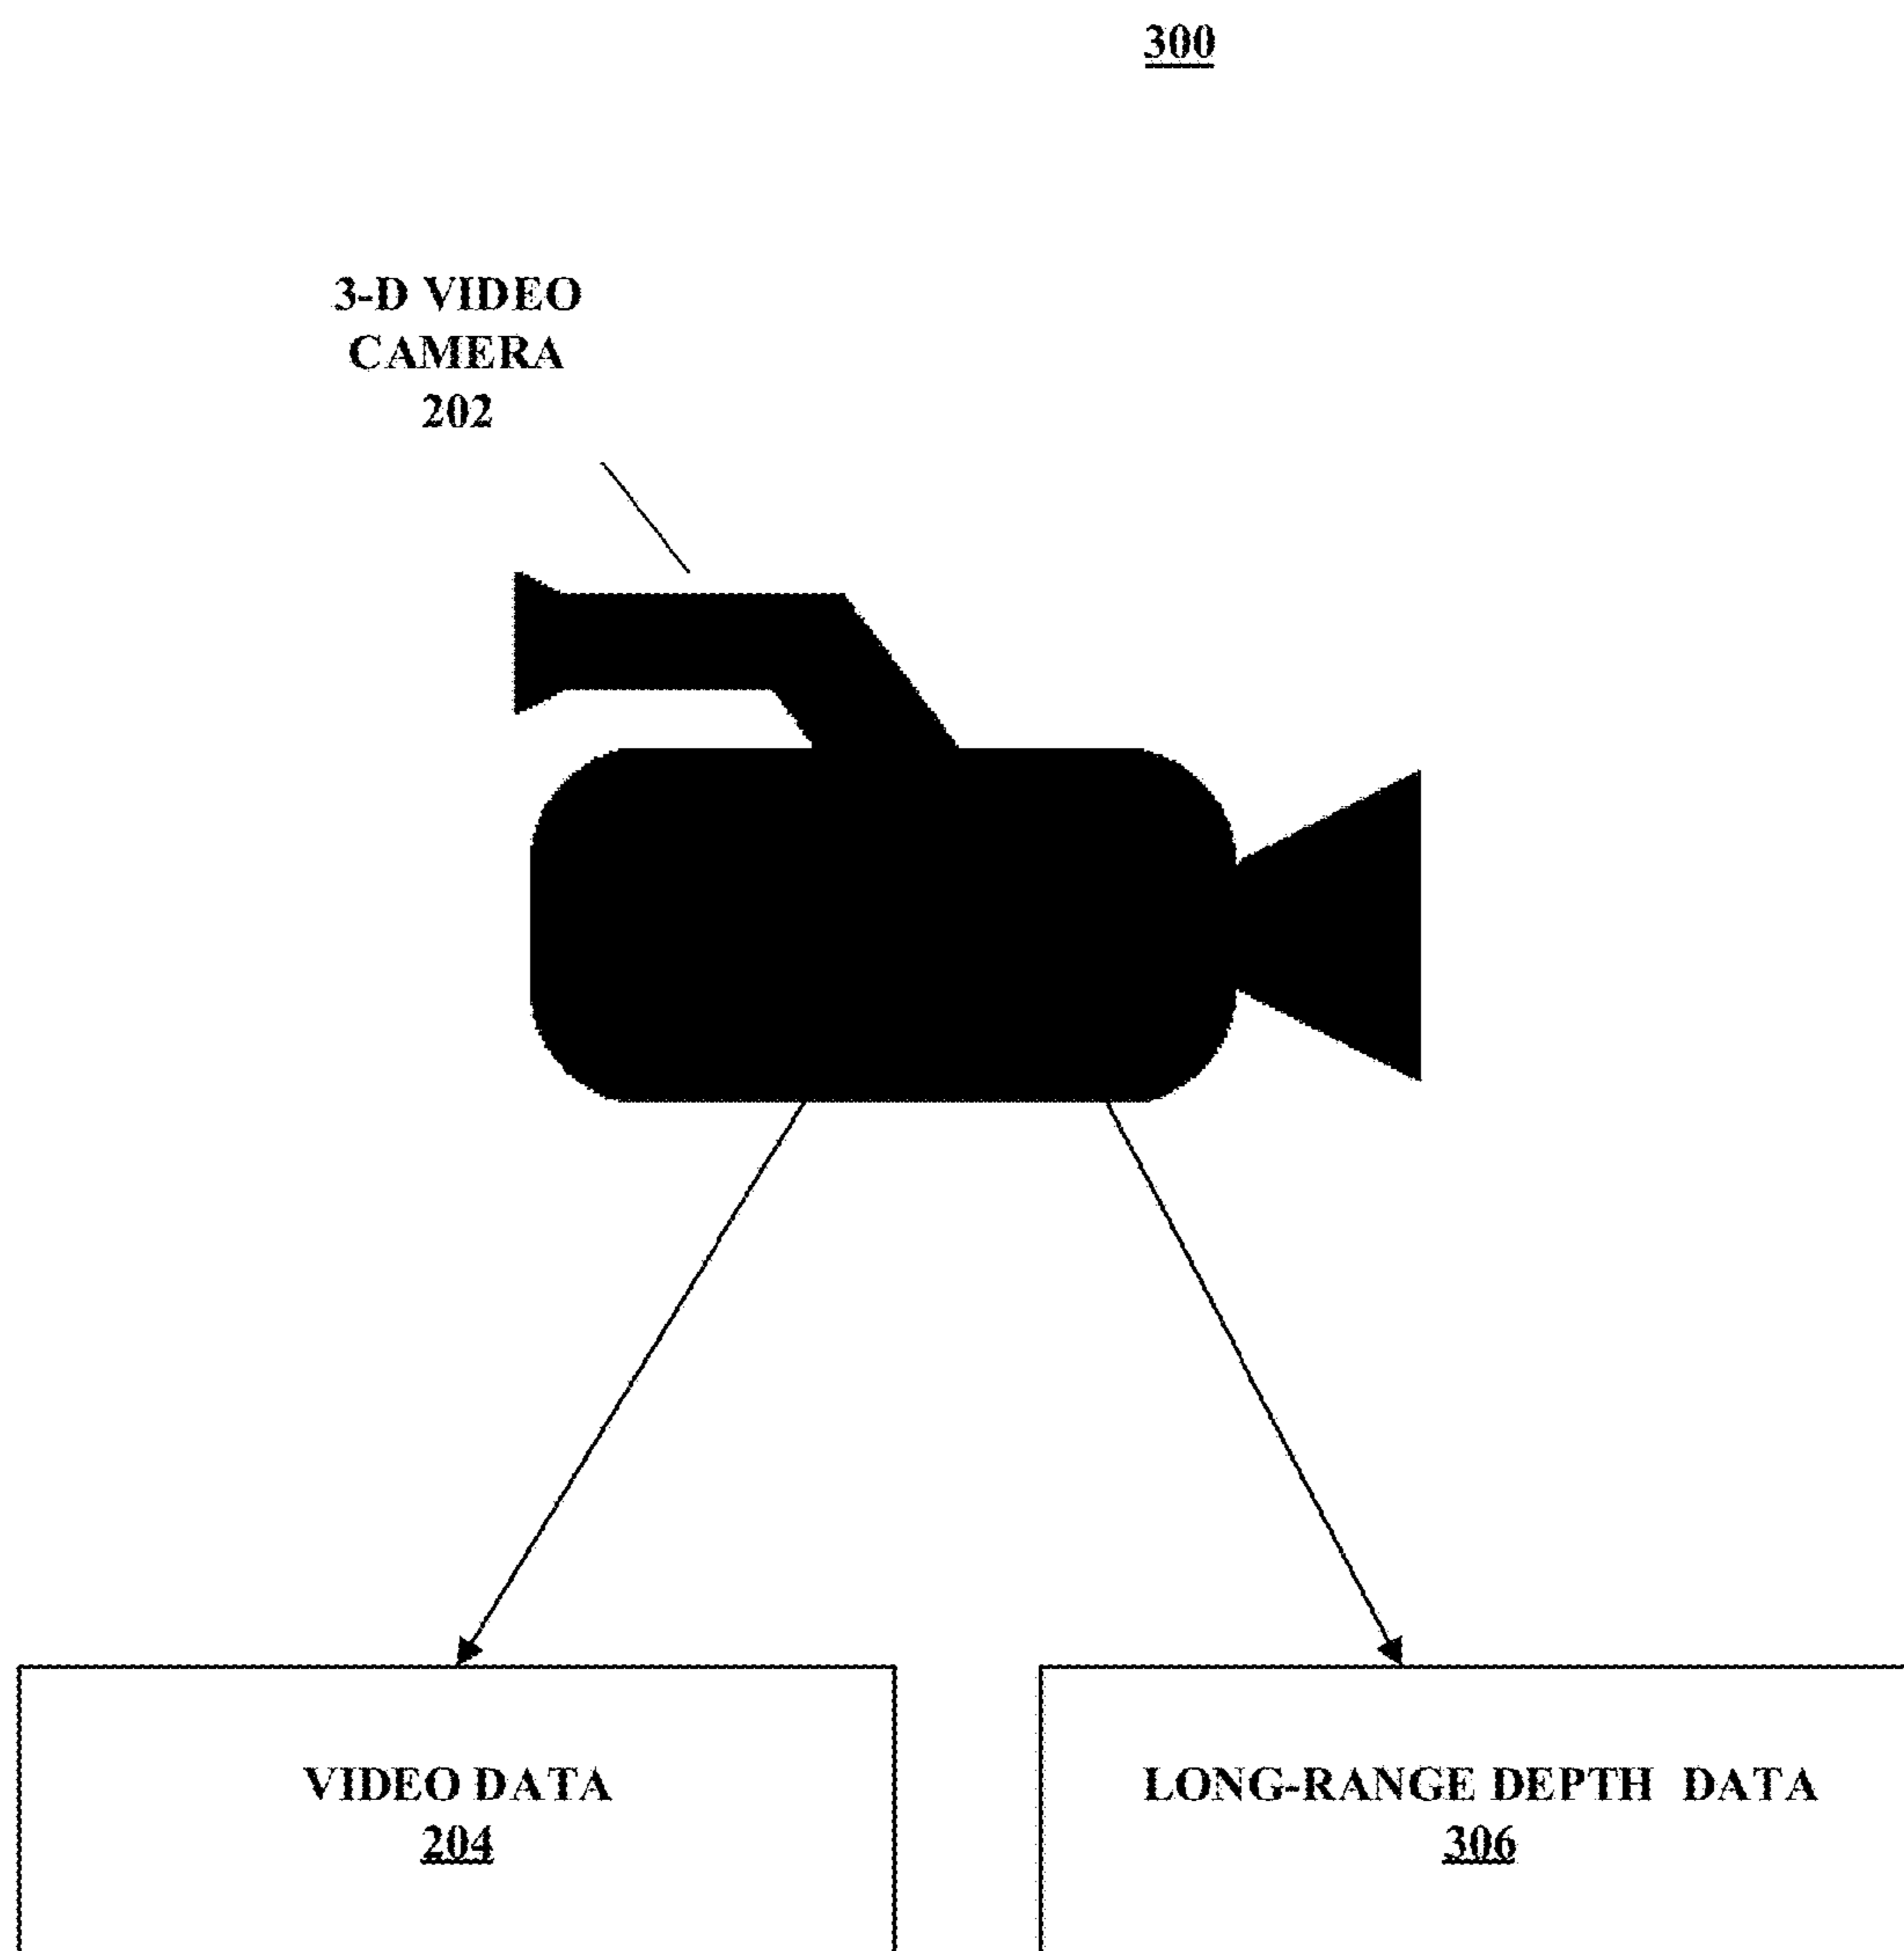 300
3-D VIDEO
CAMERA
202
VIDEO DATA
204
LONG-RANGE DEPTH DATA
306